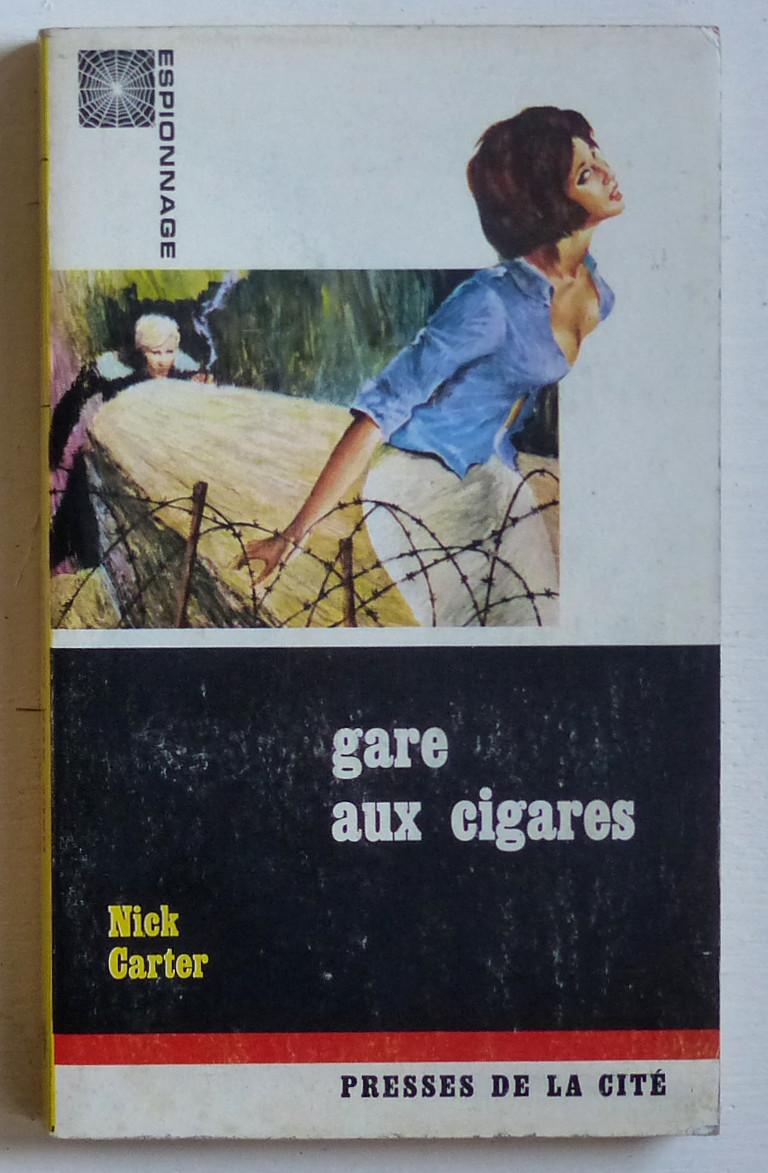 ESPIONNAGE
gare
aux cigares
Nick
Carter
PRESSES DE LA CITÉ